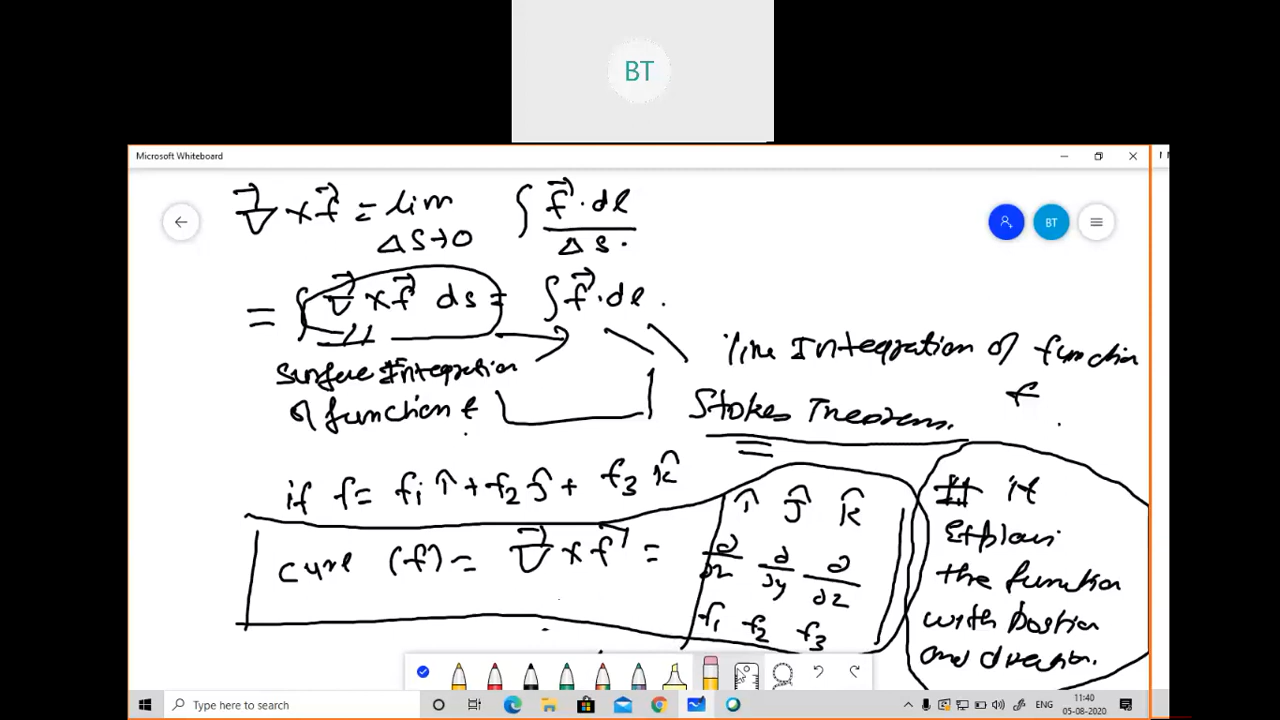 BT
Microsoft Whiteboard
∇ × f = lim Δs→0 ∫ f · dl / Δs
BT
= ∫ ∇ × f ds = ∫ f · dl.
line Integration of function f
Surface Integration
of function f
Stokes Theorem.
if f = f1 î + f2 ĵ + f3 k̂
î ĵ k̂
∂/∂x ∂/∂y ∂/∂z
f1 f2 f3
(f) = ∇ × f =
it
Explain
the function
with
and direction.
Type here to search
ENG
11:40
05-08-2020